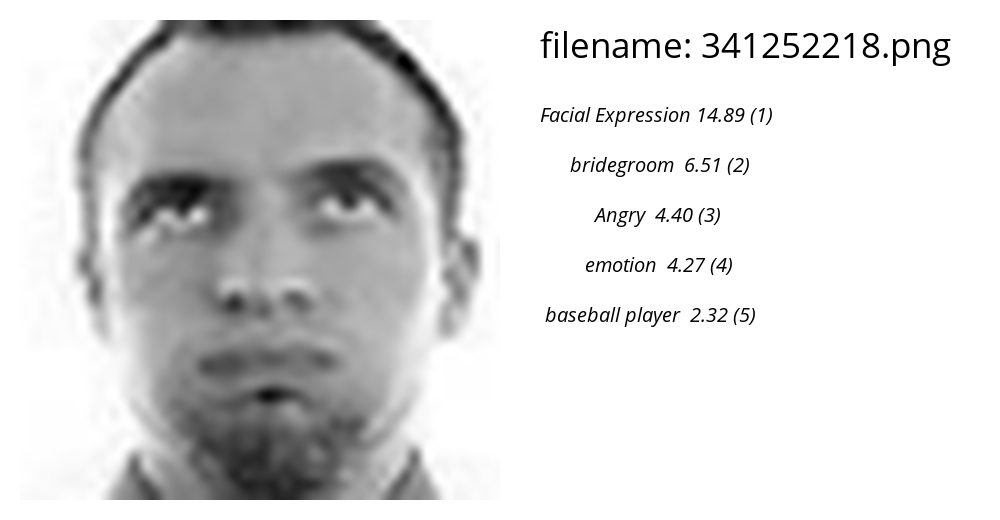 filename: 341252218.png
Facial Expression 14.89 (1)
bridegroom 6.51 (2)
Angry 4.40 (3)
emotion 4.27 (4)
baseball player 2.32 (5)